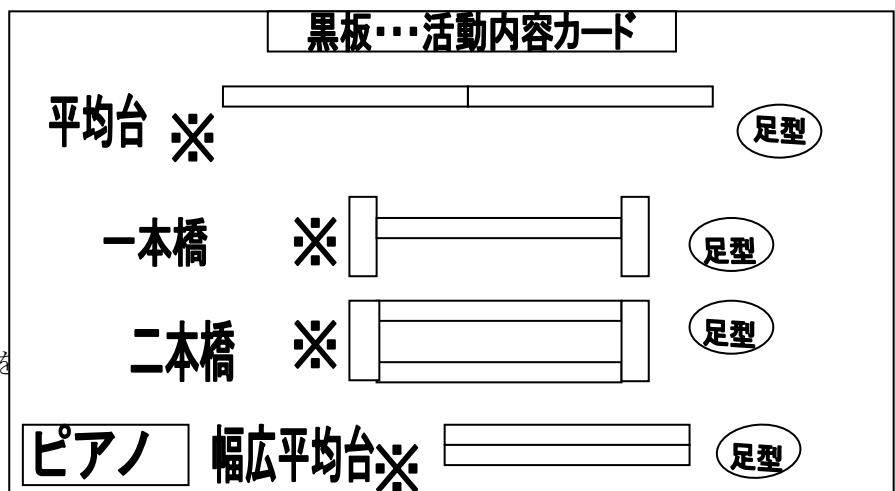 黒板・・・活動内容カード
平均台 ※ 足型
一本橋 ※ 足型
二本橋 ※ 足型
を
ピアノ 幅広平均台※ 足型